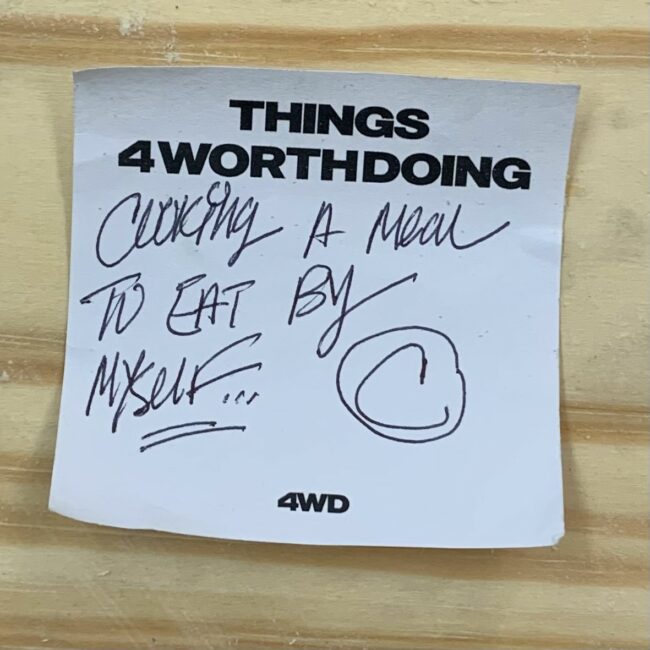 THINGS
4WORTHDOING
Cooking A Meal
TO EAT BY
Myself...
C
4WD